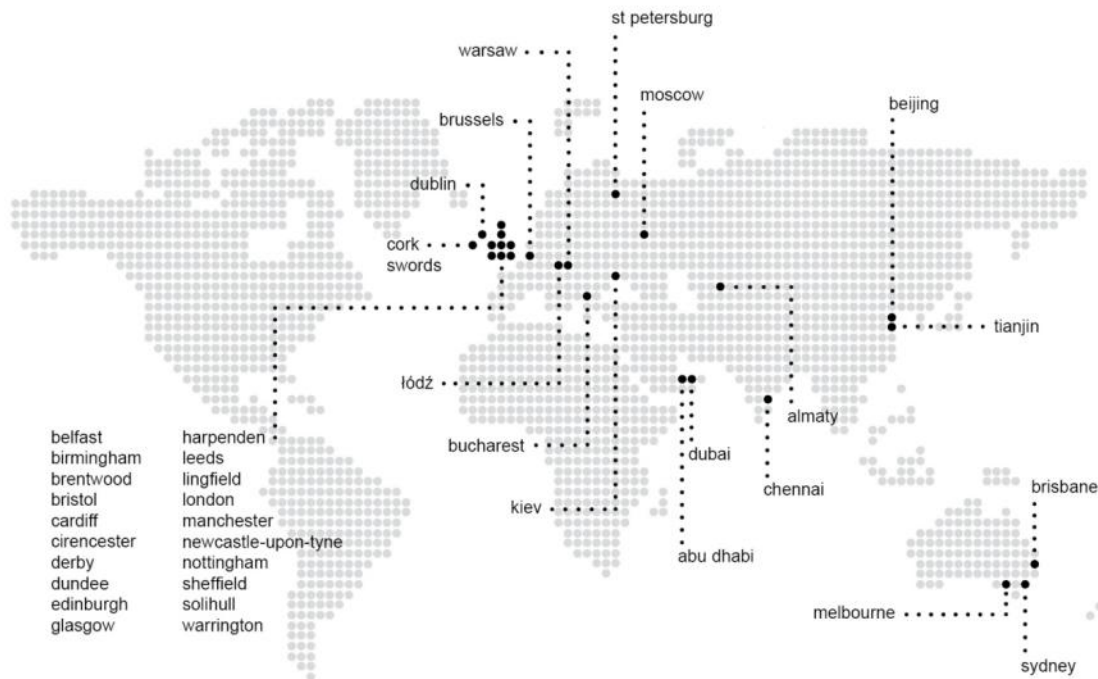 st petersburg
warsaw
moscow
beijing
brussels
dublin
cork
swords
tianjin
łódź
almaty
bucharest
dubai
chennai
kiev
abu dhabi
brisbane
melbourne
sydney
belfast
birmingham
brentwood
bristol
cardiff
cirencester
derby
dundee
edinburgh
glasgow
harpenden
leeds
lingfield
london
manchester
newcastle-upon-tyne
nottingham
sheffield
solihull
warrington